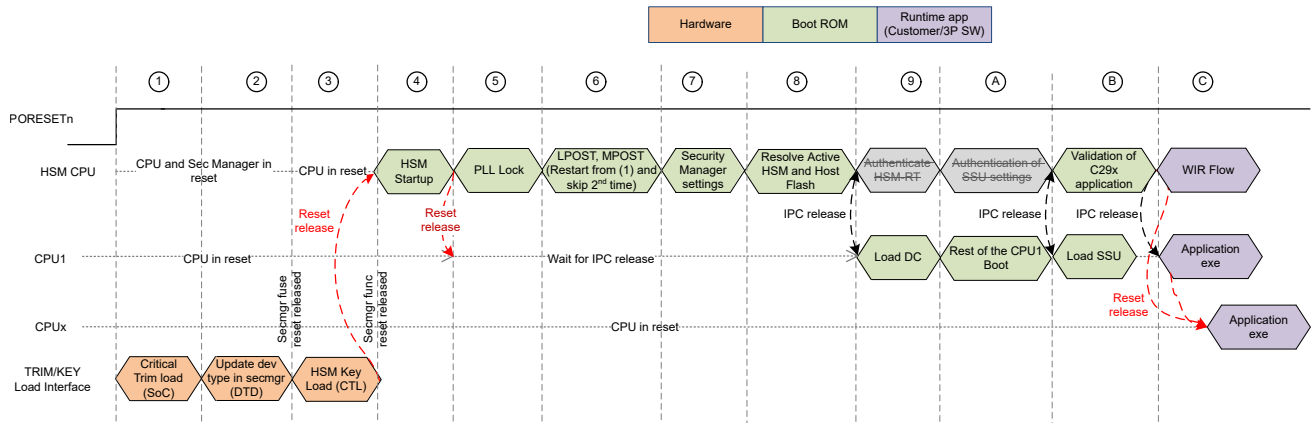 Hardware
Boot ROM
Runtime app
(Customer/3P SW)
1
2
3
4
5
6
7
8
9
A
B
C
PORESETn
HSM CPU
CPU and Sec Manager in
reset
CPU in reset
HSM
Startup
PLL Lock
LPOST, MPOST
(Restart from (1) and
skip 2nd time)
Security
Manager
settings
Resolve Active
HSM and Host
Flash
Authenticate
HSM-RT
Authentication of
SSU settings
Validation of
C29x
application
WIR Flow
Reset
release
Reset
release
IPC release
IPC release
IPC release
CPU1
CPU in reset
Wait for IPC release
Load DC
Rest of the CPU1
Boot
Load SSU
Application
exe
Secmgr fuse
reset released
Secmgr func
reset released
Reset
release
CPUx
CPU in reset
Application
exe
TRIM/KEY
Load Interface
Critical
Trim load
(SoC)
Update dev
type in secmgr
(DTD)
HSM Key
Load (CTL)